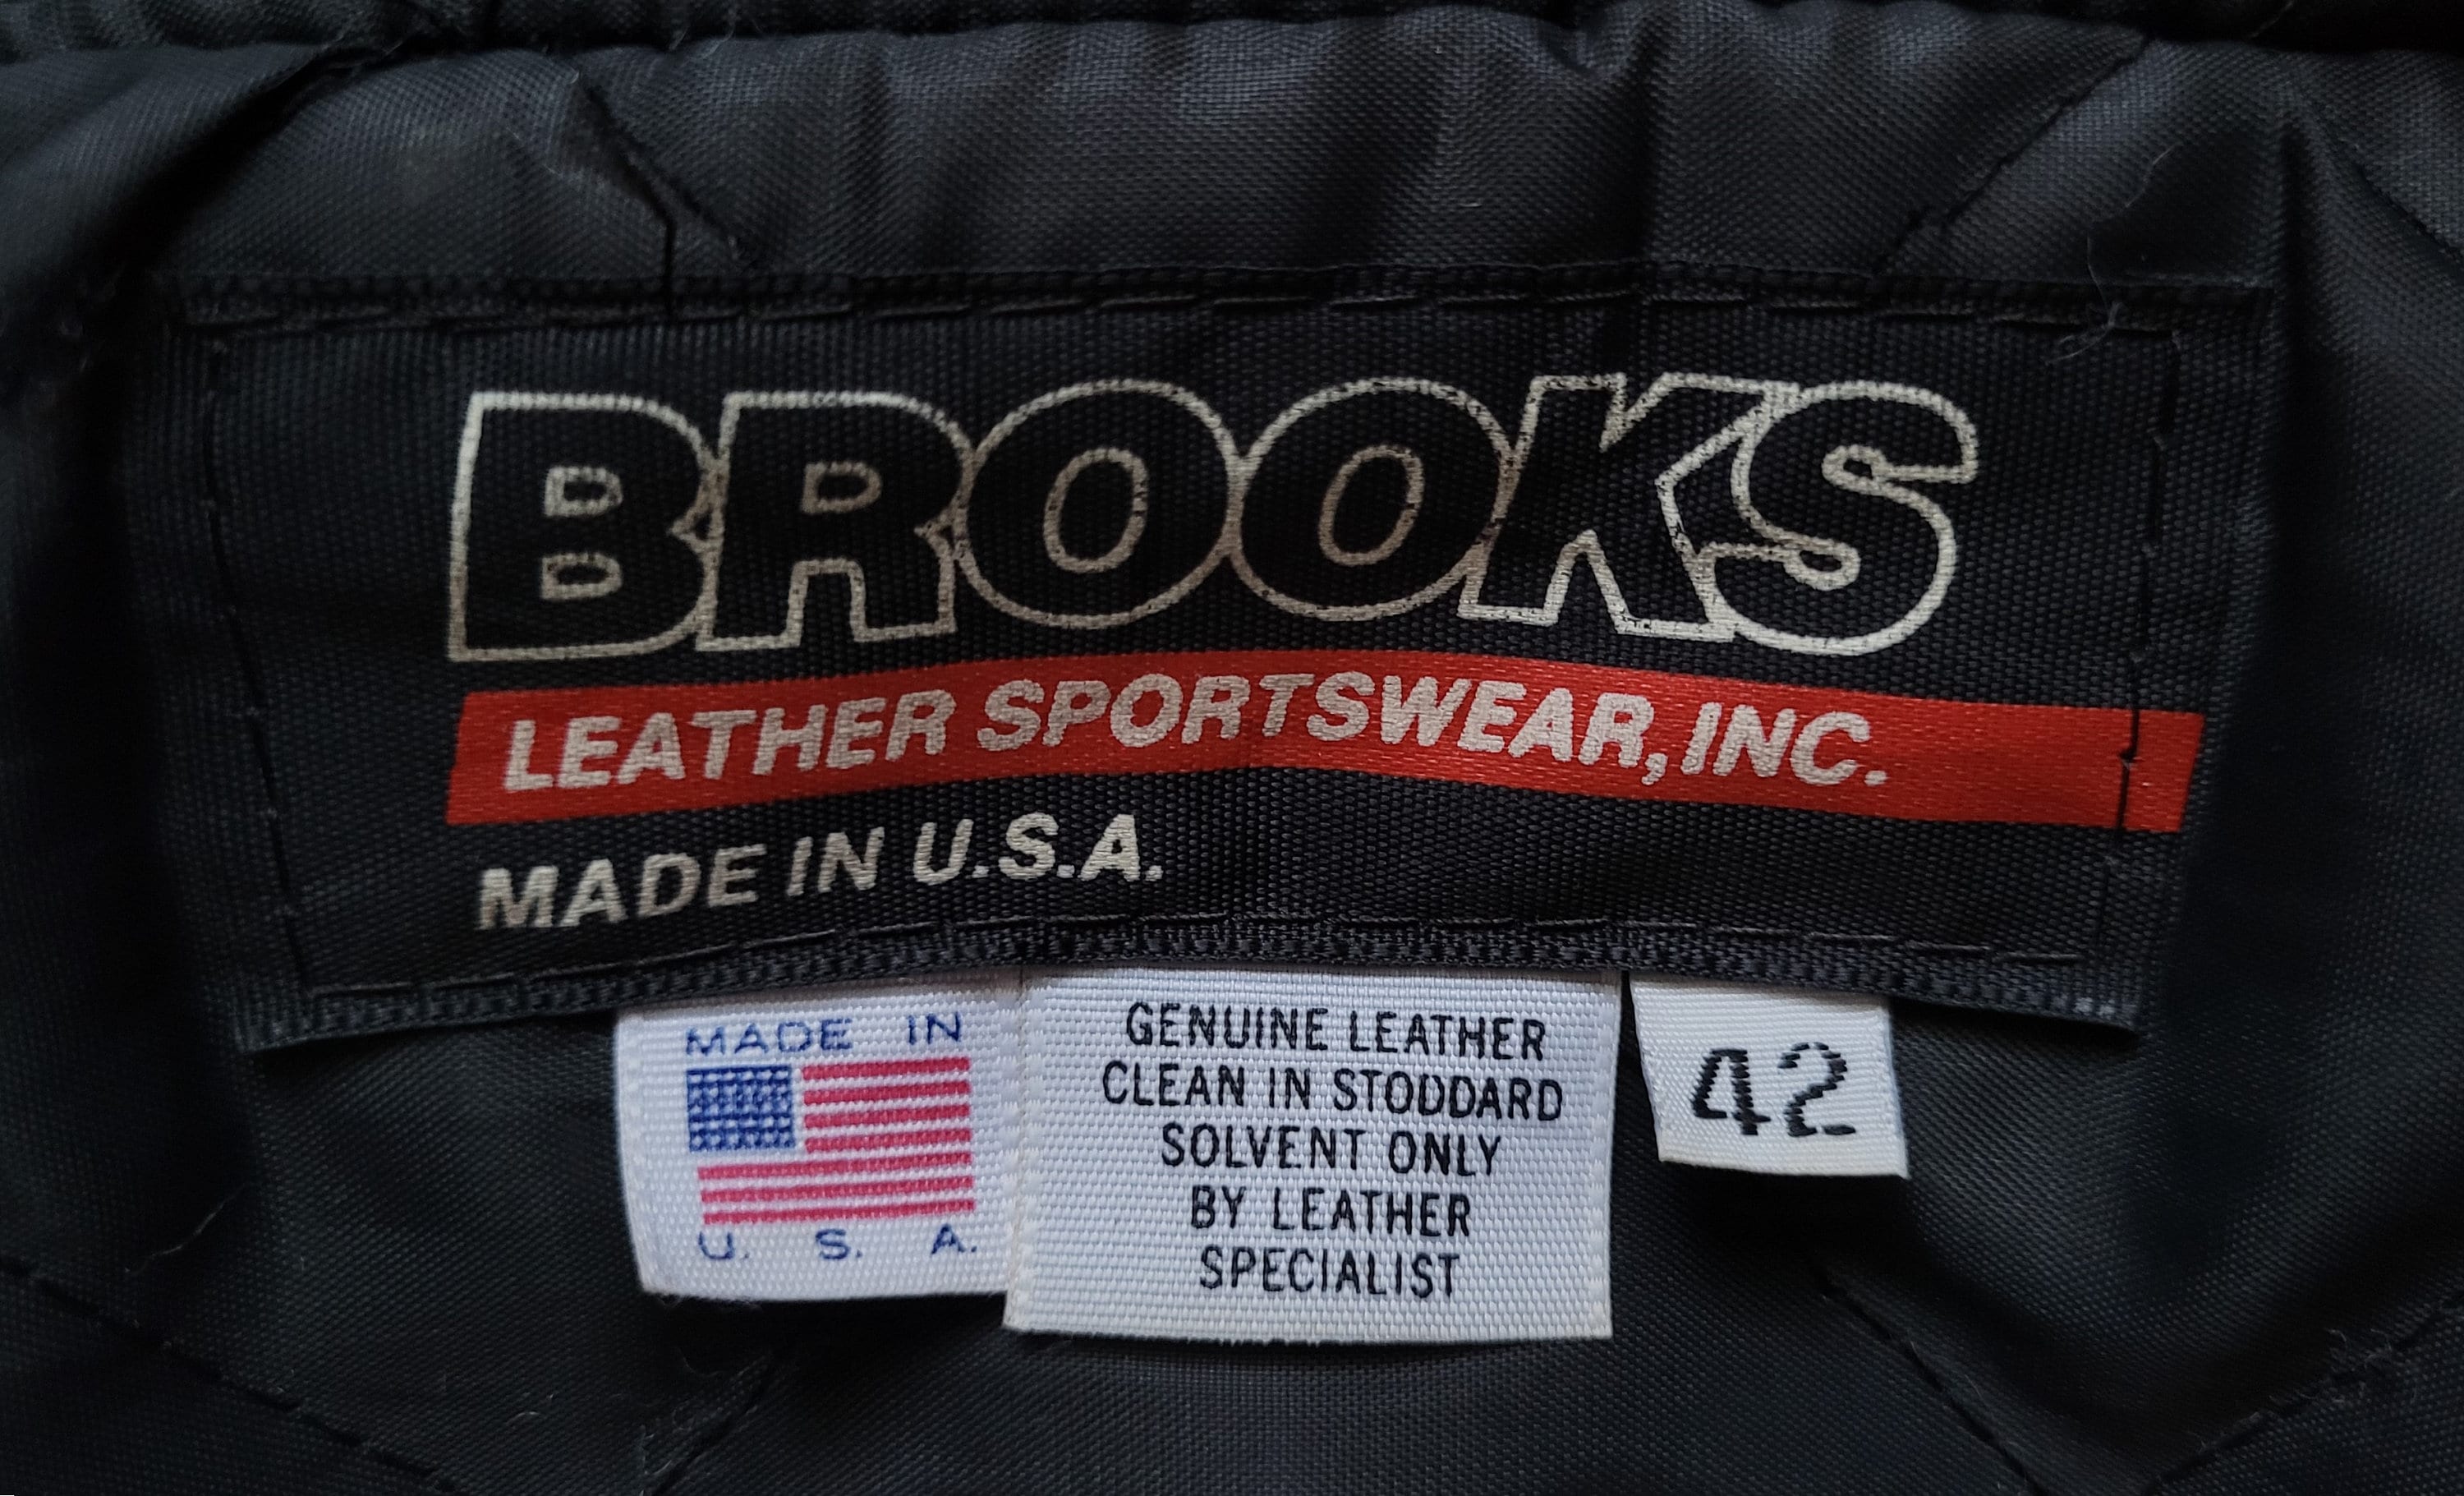 BROOKS
LEATHER SPORTSWEAR, INC.
MADE IN U.S.A.
MADE IN
U. S. A.
GENUINE LEATHER
CLEAN IN STODDARD
SOLVENT ONLY
BY LEATHER
SPECIALIST
42